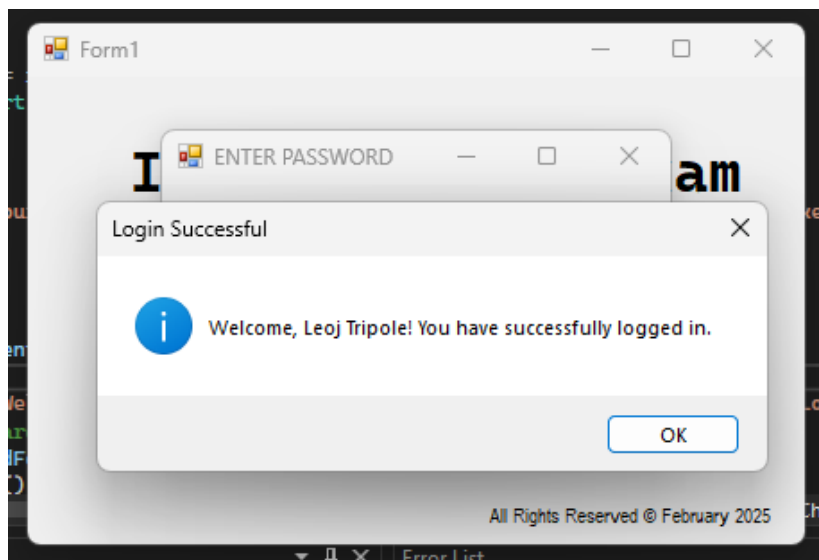 Form1
ENTER PASSWORD
I am
Login Successful
Welcome, Leoj Tripole! You have successfully logged in.
OK
All Rights Reserved © February 2025
Error List